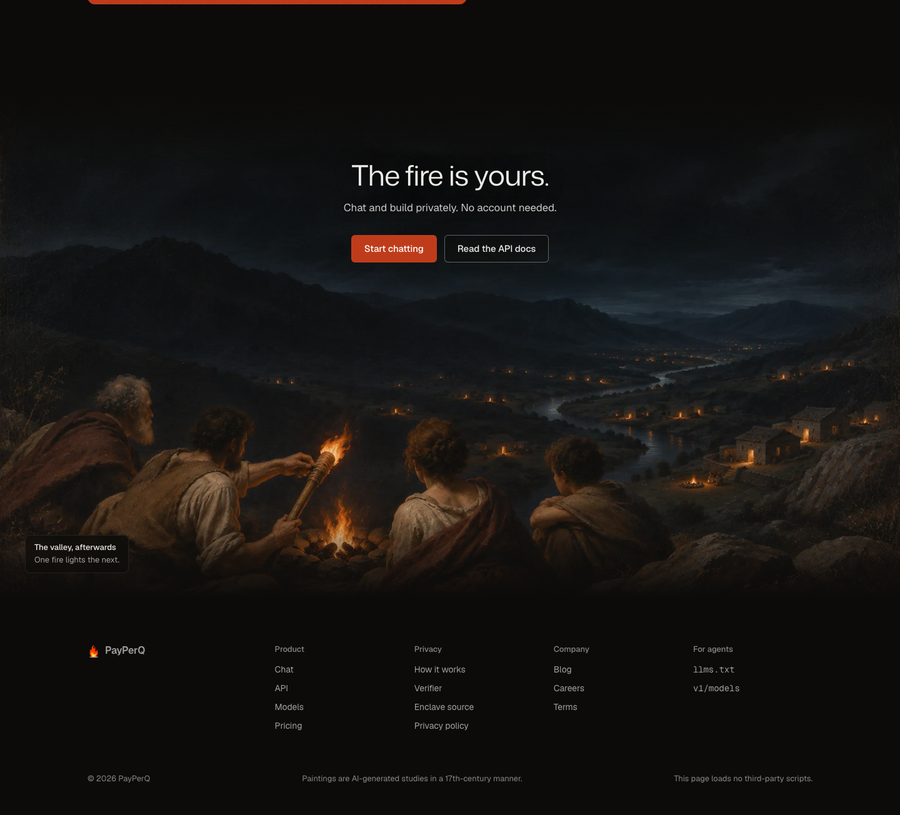 The fire is yours.
Chat and build privately. No account needed.
Start chatting
Read the API docs
The valley, afterwards
One fire lights the next.
PayPerQ
Product
Chat
API
Models
Pricing
Privacy
How it works
Verifier
Enclave source
Privacy policy
Company
Blog
Careers
Terms
For agents
llms.txt
v1/models
© 2026 PayPerQ
Paintings are AI-generated studies in a 17th-century manner.
This page loads no third-party scripts.